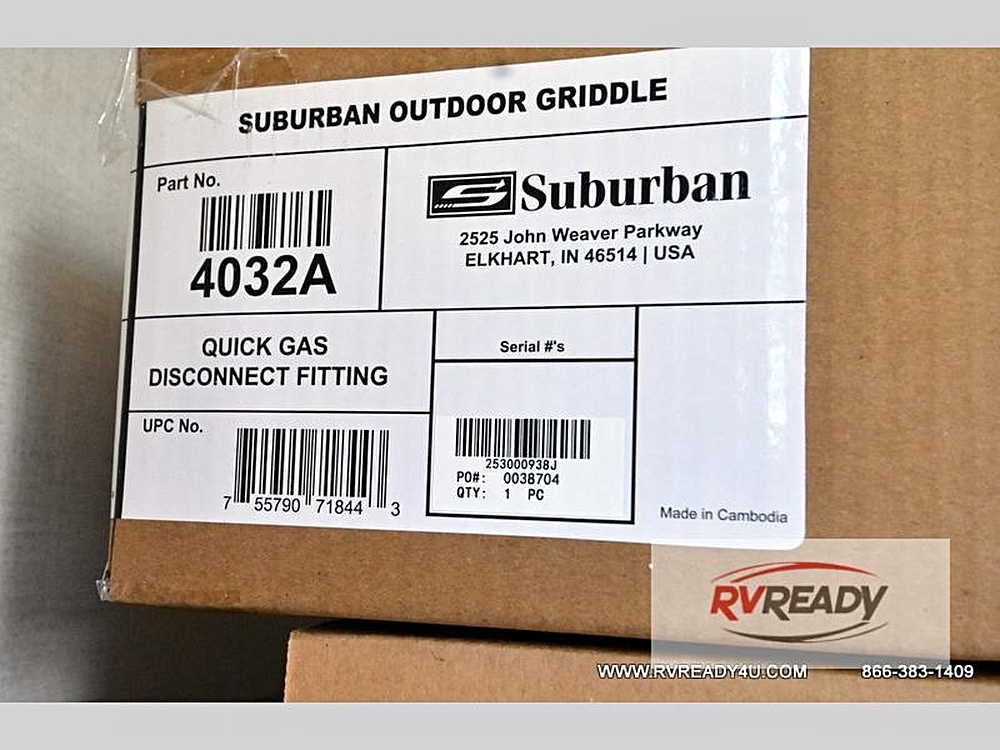 SUBURBAN OUTDOOR GRIDDLE
Part No.
4032A
Suburban
2525 John Weaver Parkway
ELKHART, IN 46514 | USA
QUICK GAS
DISCONNECT FITTING
UPC No.
7 55790 71844 3
Serial #'s
253000938J
PO#: 0038704
QTY: 1 PC
Made in Cambodia
RVREADY
WWW.RVREADY4U.COM 866-383-1409